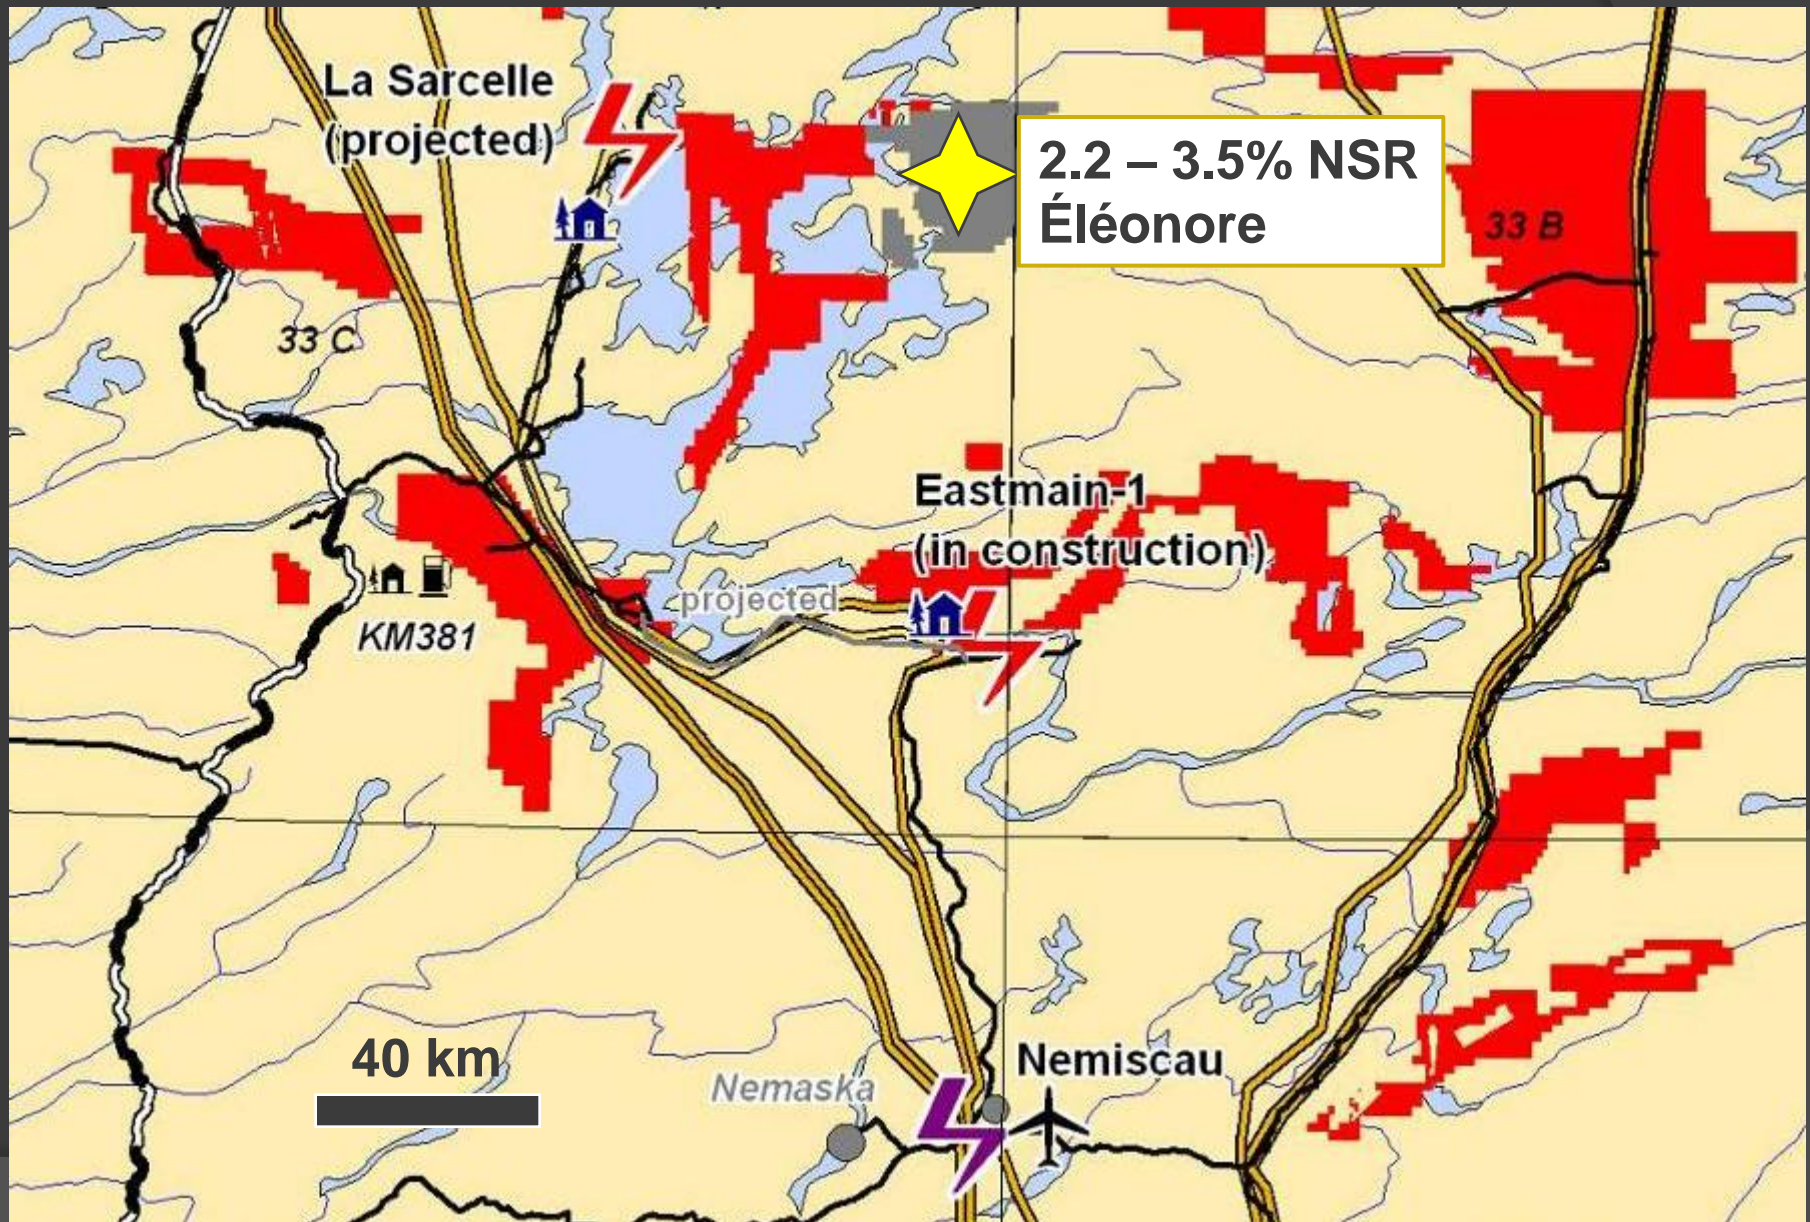 La Sarcelle
(projected)
2.2 – 3.5% NSR
Éléonore
33 B
33 C
Eastmain-1
(in construction)
projected
KM381
40 km
Nemiscau
Nemaska